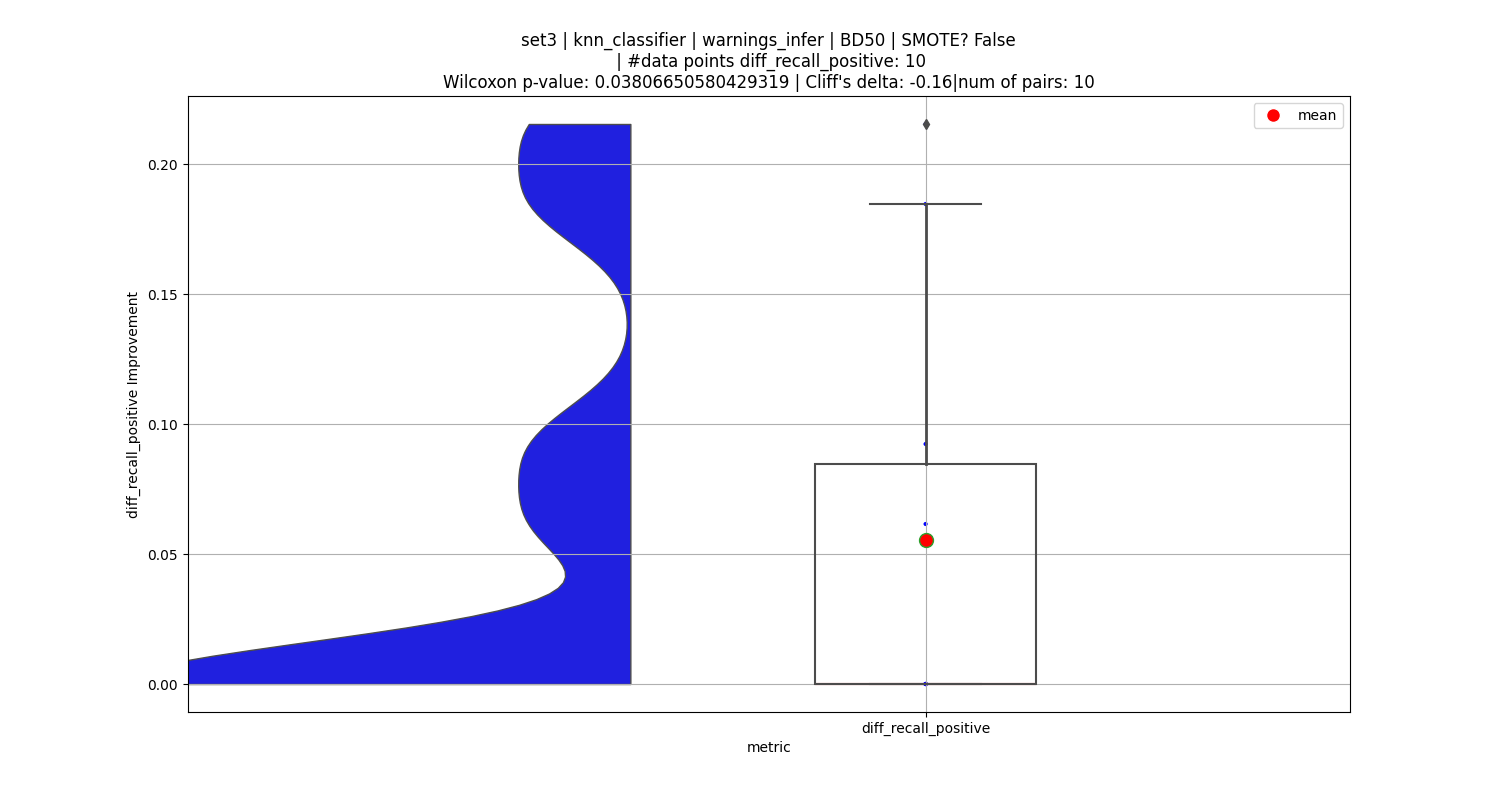 set3 | knn_classifier | warnings_infer | BD50 | SMOTE? False
| #data points diff_recall_positive: 10
Wilcoxon p-value: 0.03806650580429319 | Cliff's delta: -0.16|num of pairs: 10
mean
0.20
0.15
0.10
0.05
0.00
diff_recall_positive Improvement
diff_recall_positive
metric